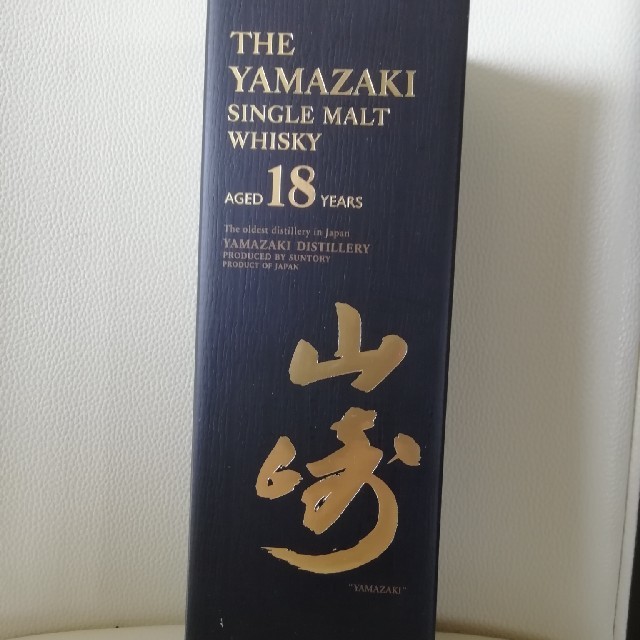 THE
YAMAZAKI
SINGLE MALT
WHISKY
AGED 18 YEARS
The oldest distillery in Japan
YAMAZAKI DISTILLERY
PRODUCED BY SUNTORY
PRODUCT OF JAPAN
山
崎
"YAMAZAKI"